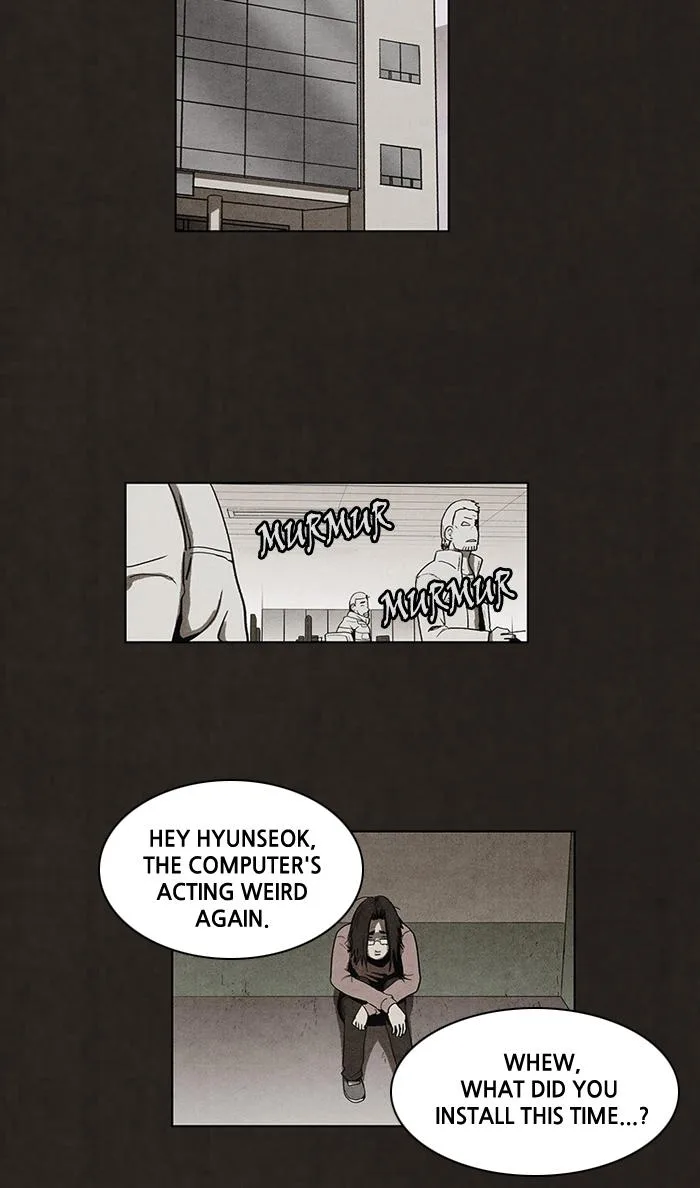 MURMUR
MURMUR
HEY HYUNSEOK,
THE COMPUTER'S
ACTING WEIRD
AGAIN.
WHEW,
WHAT DID YOU
INSTALL THIS TIME...?